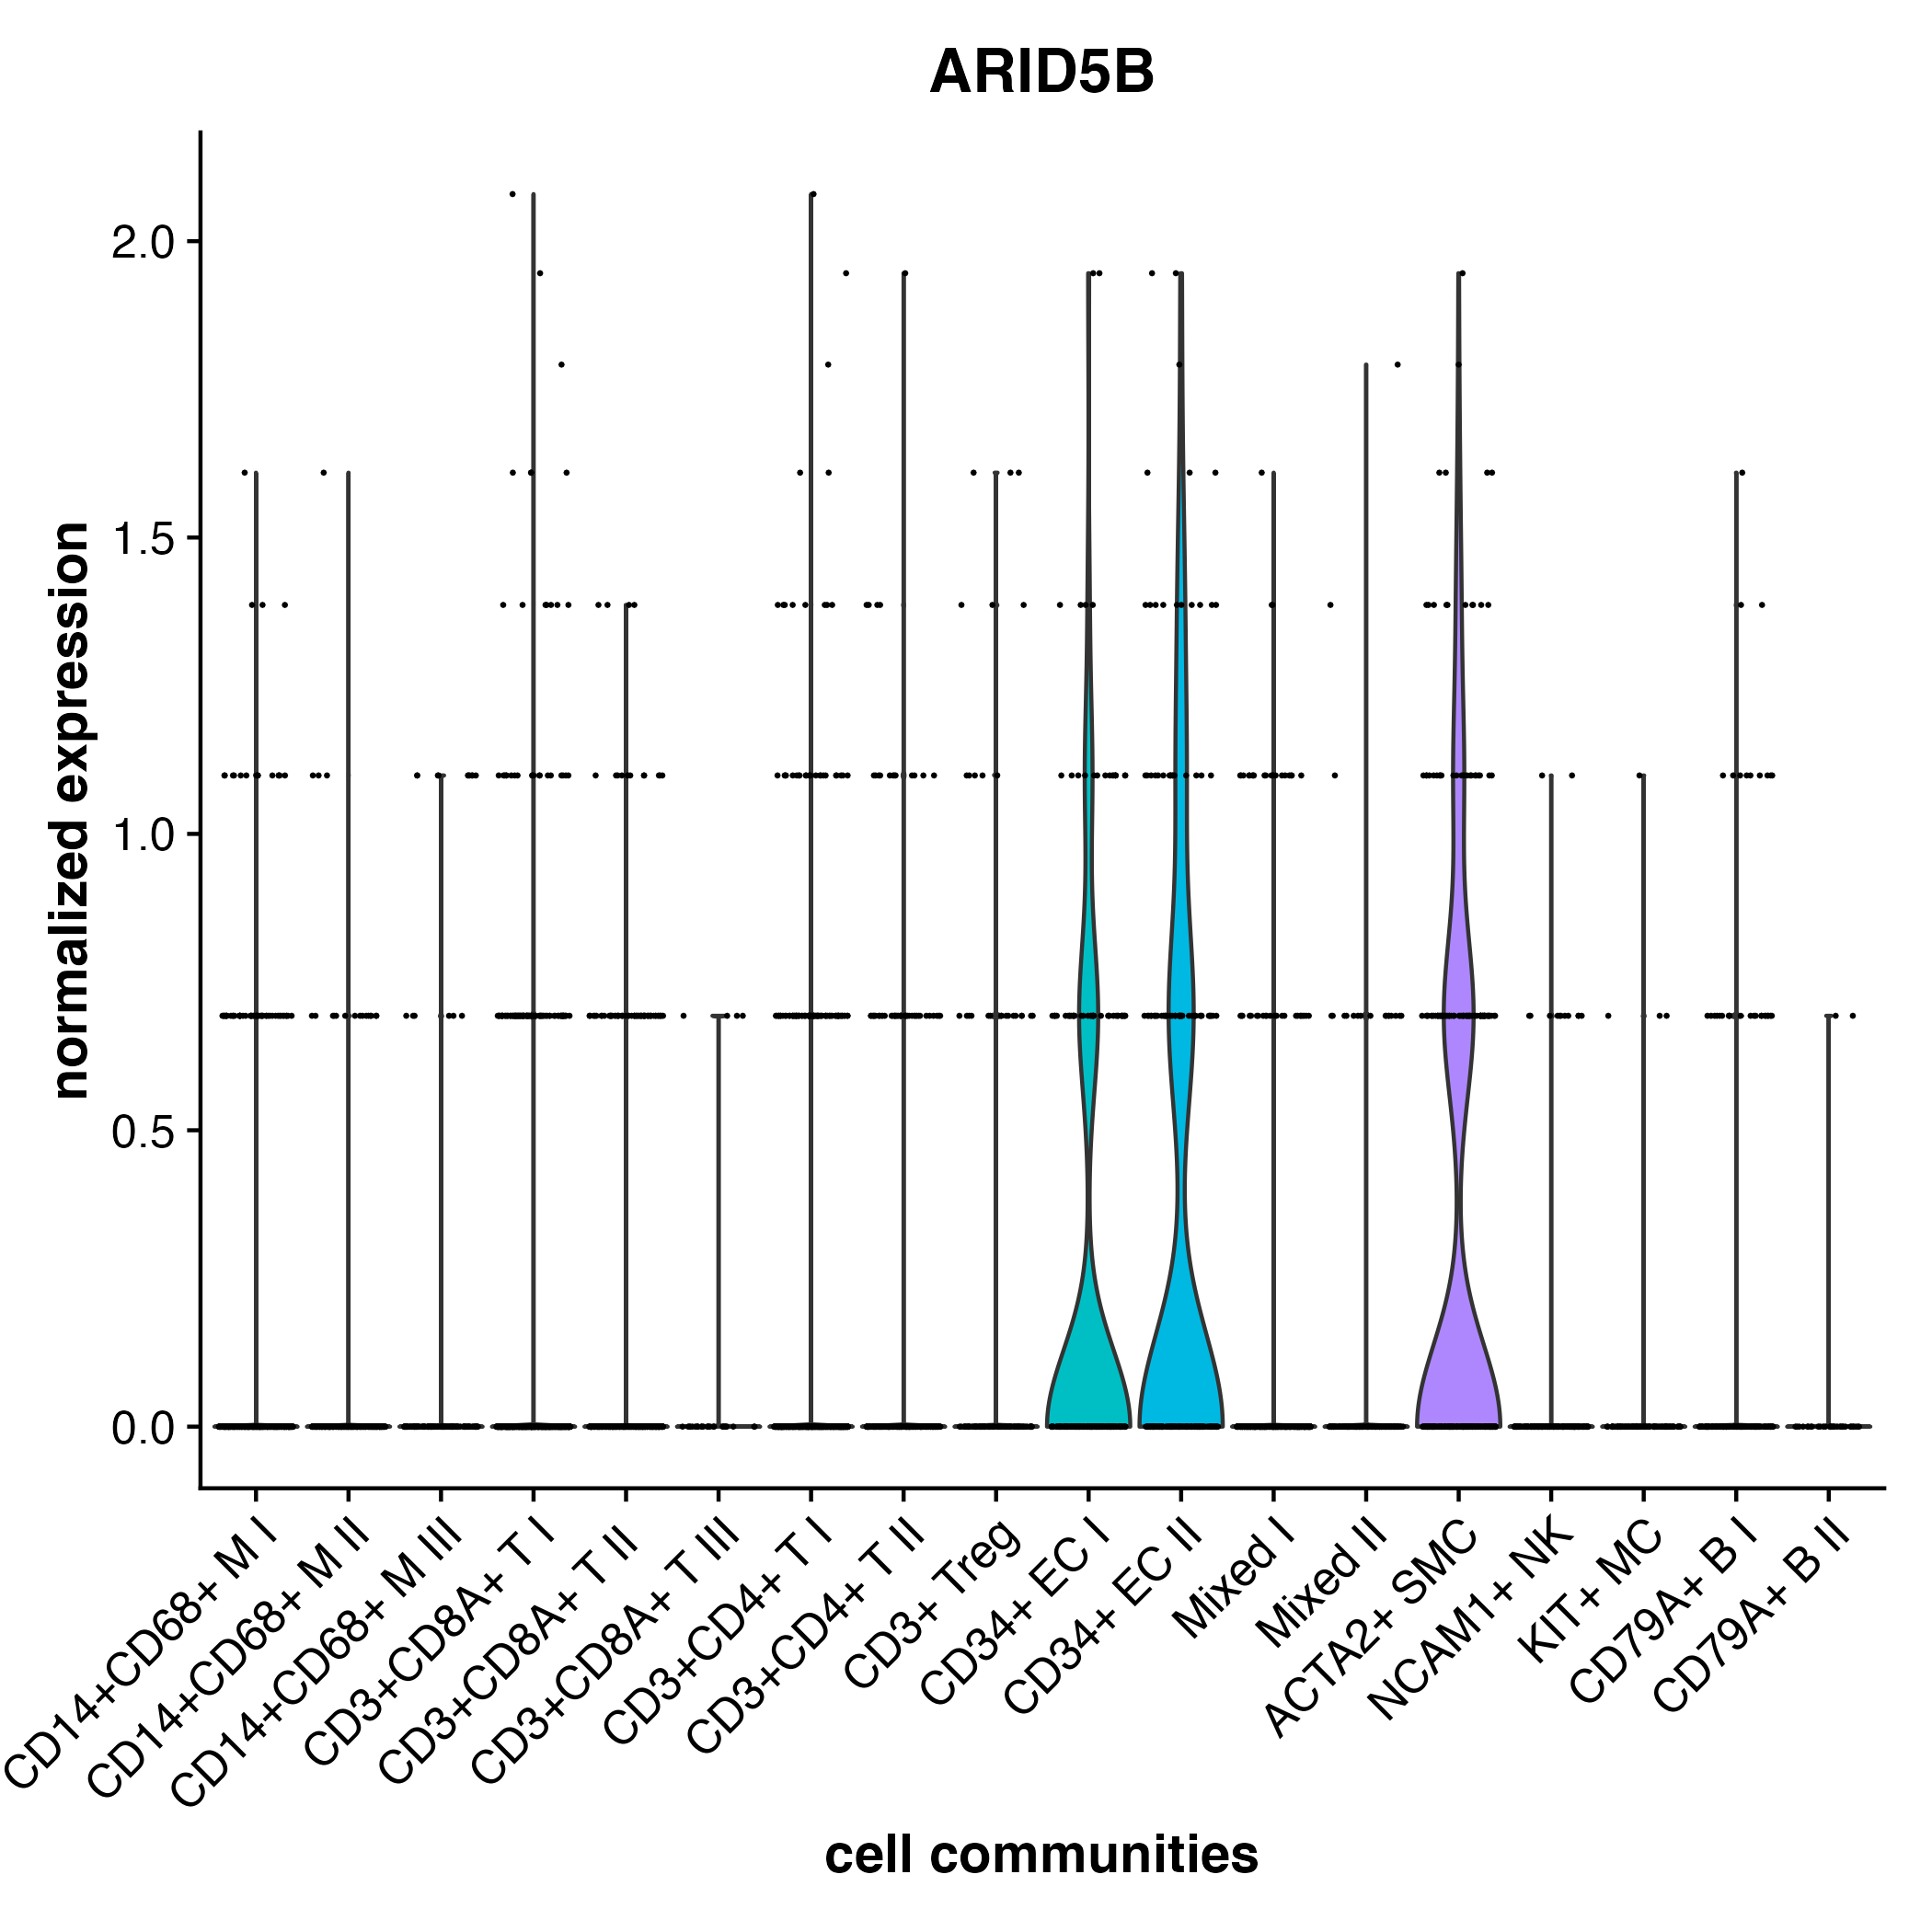 ARID5B
normalized expression
2.0
1.5
1.0
0.5
0.0
CD14+CD68+ M I
CD14+CD68+ M II
CD14+CD68+ M III
CD3+CD8A+ T I
CD3+CD8A+ T II
CD3+CD8A+ T III
CD3+CD4+ T I
CD3+CD4+ T II
CD3+ Treg
CD34+ EC I
CD34+ EC II
Mixed I
Mixed II
ACTA2+ SMC
NCAM1+ NK
KIT+ MC
CD79A+ B I
CD79A+ B II
cell communities